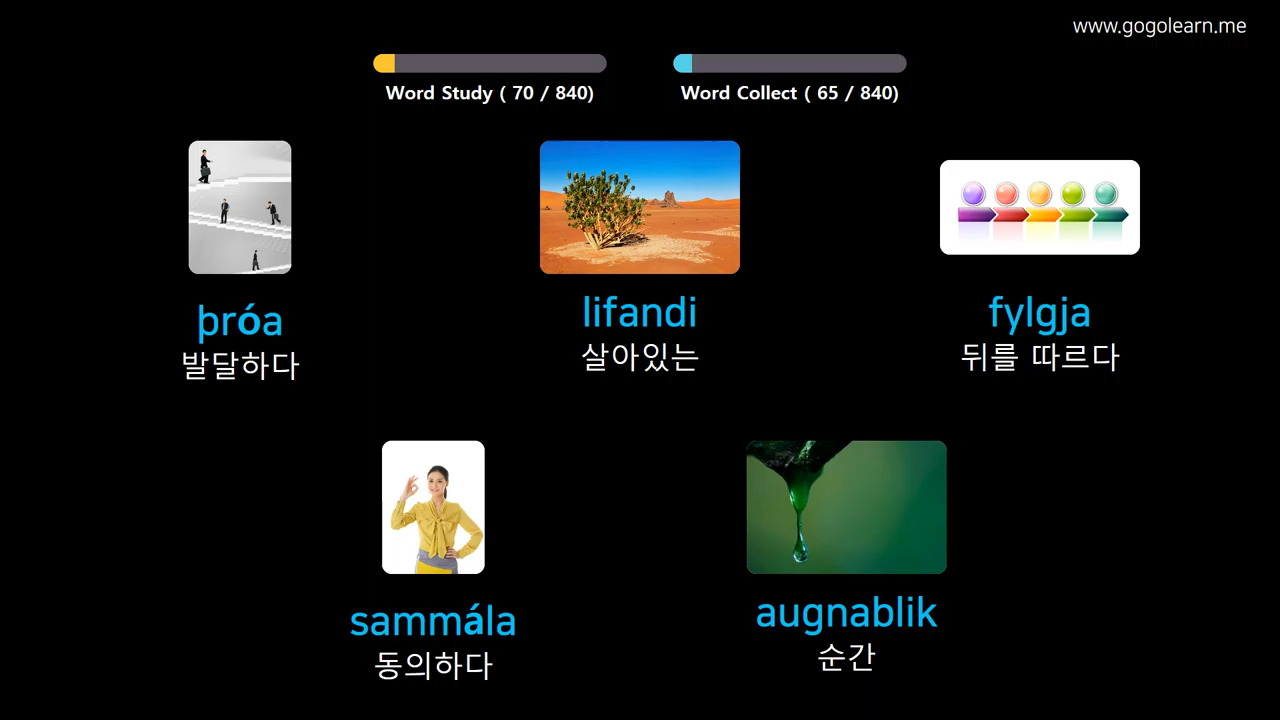 www.gogolearn.me
Word Study ( 70 / 840)
Word Collect ( 65 / 840)
þróa
발달하다
lifandi
살아있는
fylgja
뒤를 따르다
sammála
동의하다
augnablik
순간